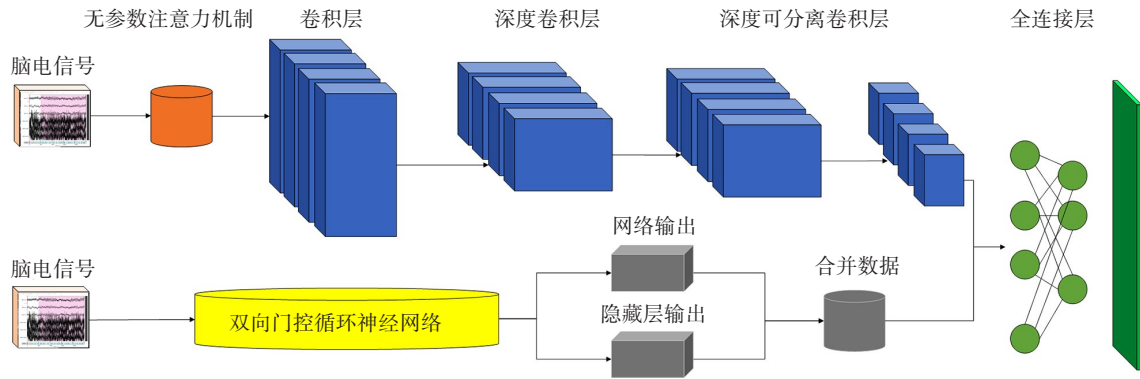 无参数注意力机制
卷积层
深度卷积层
深度可分离卷积层
全连接层
脑电信号
网络输出
脑电信号
合并数据
双向门控循环神经网络
隐藏层输出